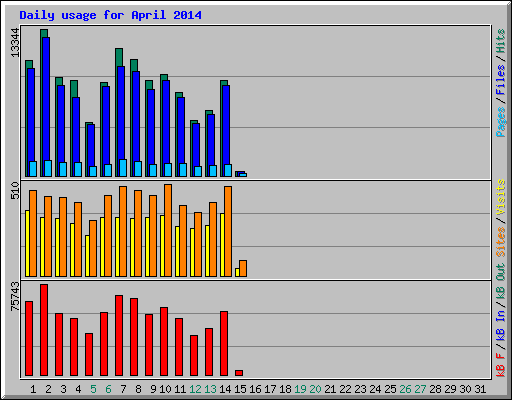 Daily usage for April 2014
13344
510
75743
Pages / Files / Hits
Sites / Visits
kB F / kB In / kB Out
1 2 3 4 5 6 7 8 9 10 11 12 13 14 15 16 17 18 19 20 21 22 23 24 25 26 27 28 29 30 31